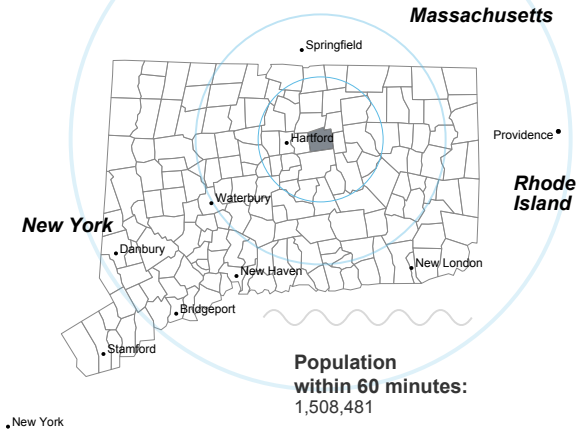 Massachusetts
Springfield
Hartford
Providence
Rhode
Island
Waterbury
New York
Danbury
New Haven
New London
Bridgeport
Stamford
Population
within 60 minutes:
1,508,481
New York